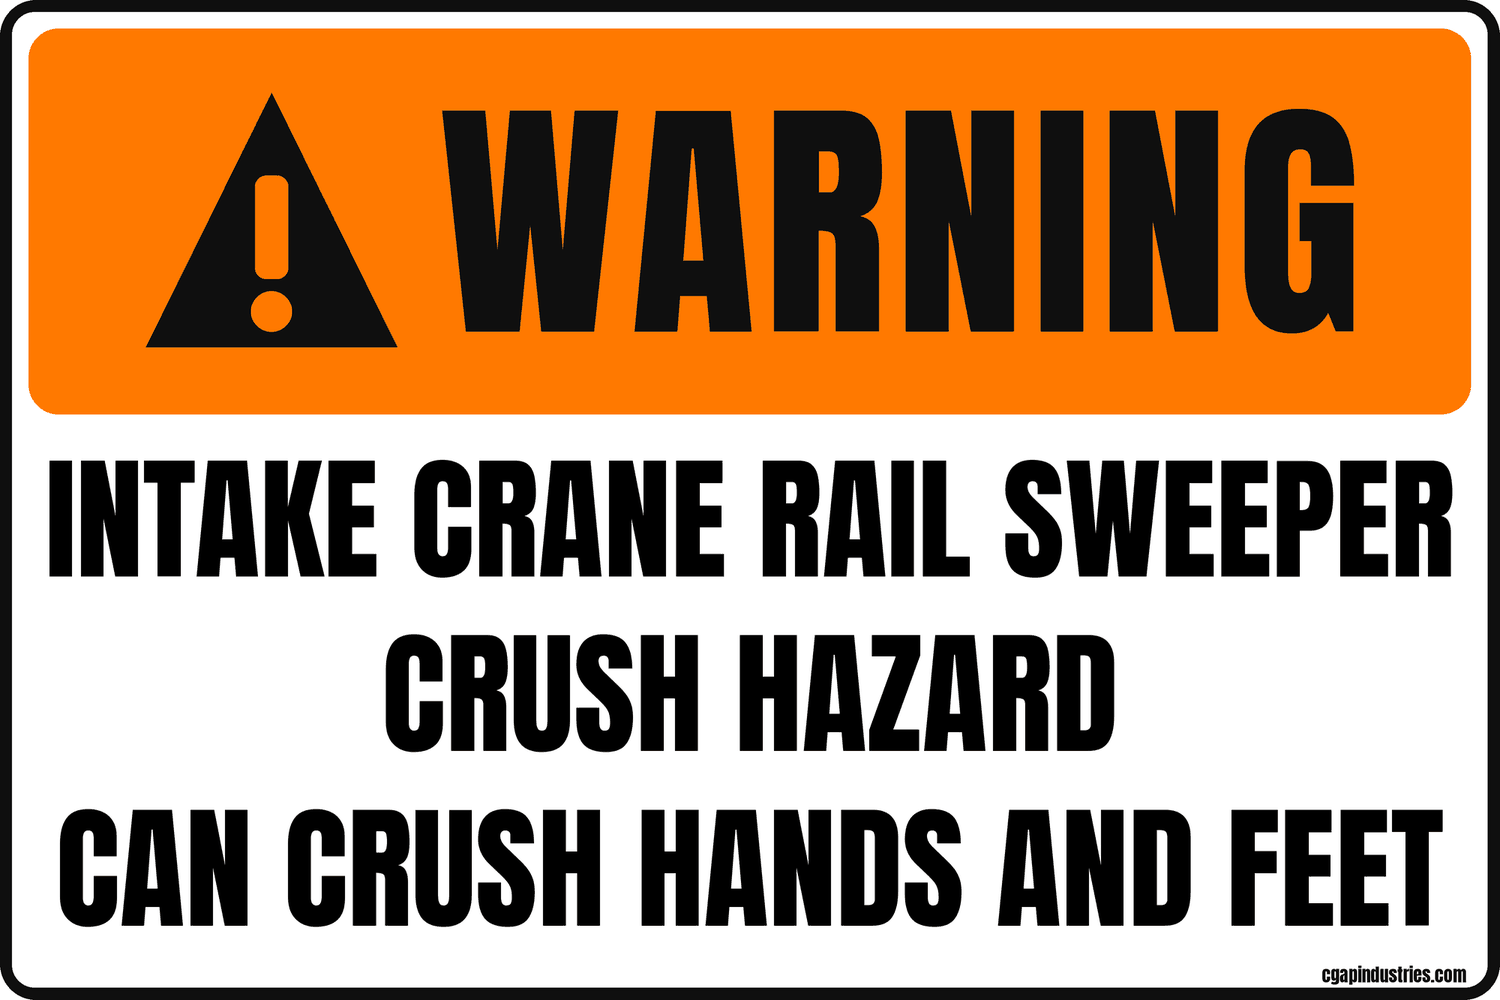 WARNING
INTAKE CRANE RAIL SWEEPER
CRUSH HAZARD
CAN CRUSH HANDS AND FEET
cgapindustries.com